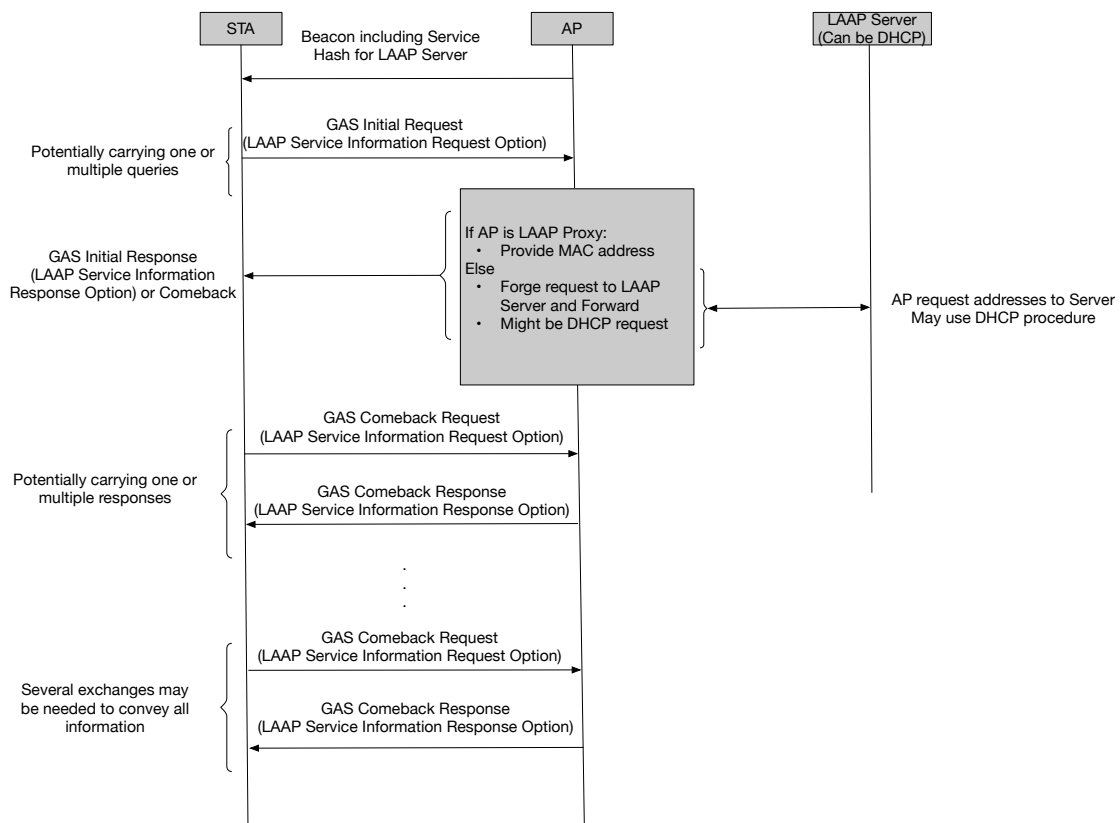 STA
AP
LAAP Server
(Can be DHCP)
Beacon including Service
Hash for LAAP Server
GAS Initial Request
(LAAP Service Information Request Option)
Potentially carrying one or
multiple queries
If AP is LAAP Proxy:
• Provide MAC address
Else
• Forge request to LAAP
Server and Forward
• Might be DHCP request
GAS Initial Response
(LAAP Service Information
Response Option) or Comeback
AP request addresses to Server
May use DHCP procedure
GAS Comeback Request
(LAAP Service Information Request Option)
Potentially carrying one or
multiple responses
GAS Comeback Response
(LAAP Service Information Response Option)
.
.
.
GAS Comeback Request
(LAAP Service Information Request Option)
Several exchanges may
be needed to convey all
information
GAS Comeback Response
(LAAP Service Information Response Option)